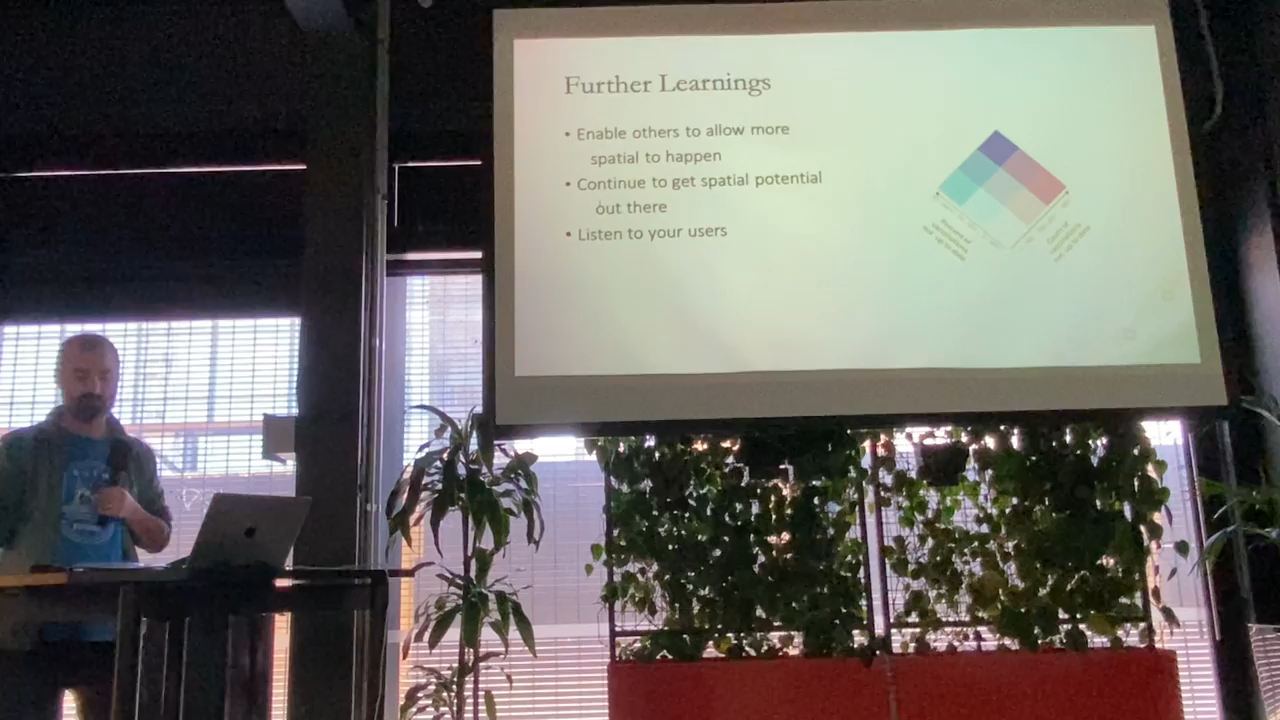 Further Learnings
• Enable others to allow more
spatial to happen
• Continue to get spatial potential
out there
• Listen to your users